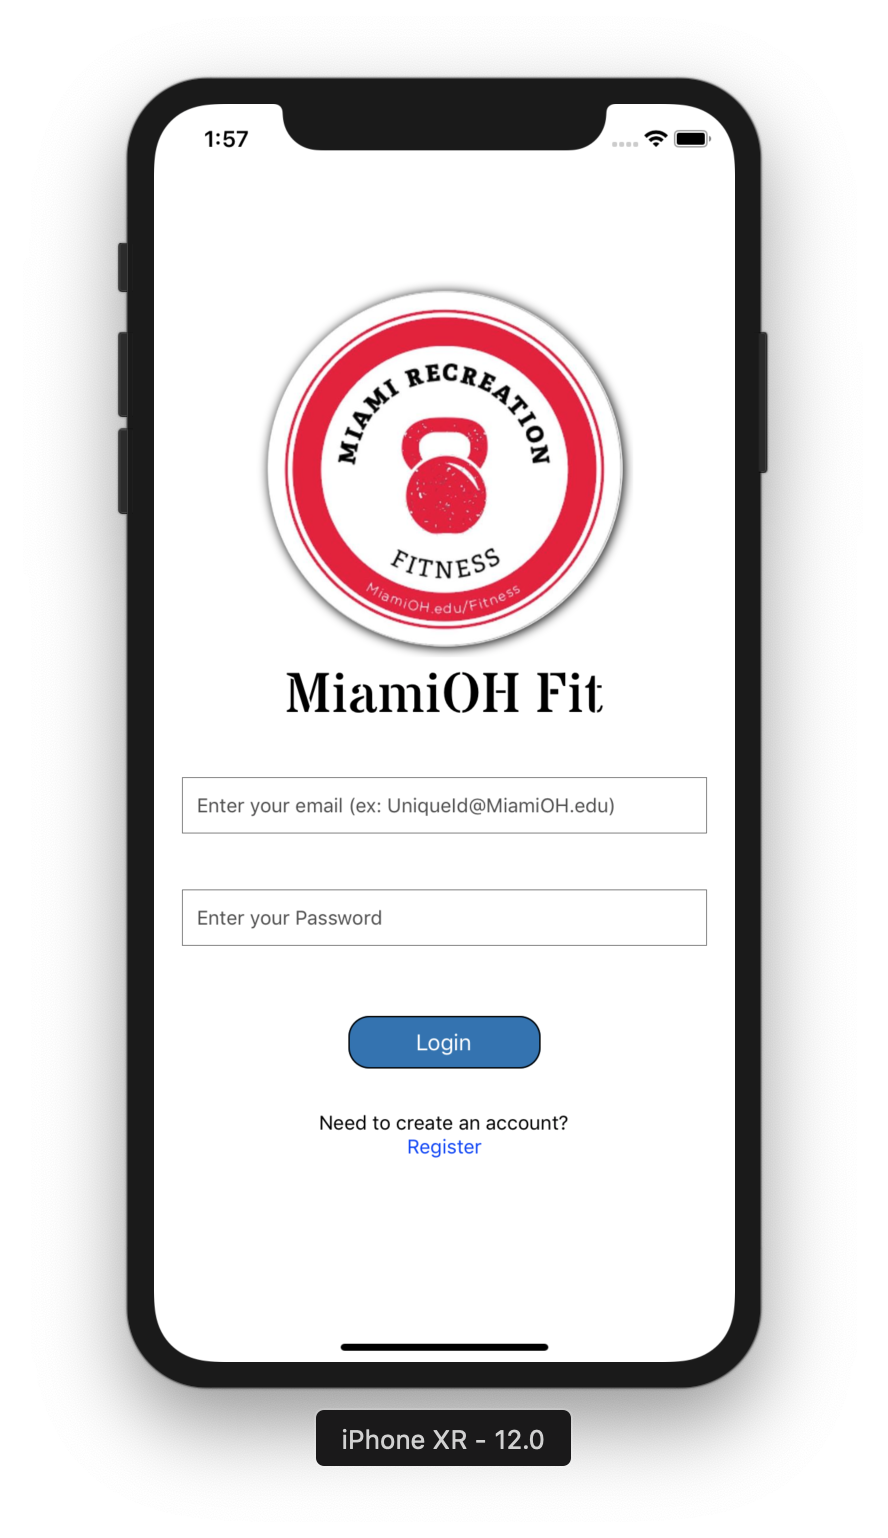 1:57
MIAMI RECREATION
FITNESS
MiamiOH.edu/Fitness
MiamiOH Fit
Enter your email (ex: UniqueId@MiamiOH.edu)
Enter your Password
Login
Need to create an account?
Register
iPhone XR - 12.0